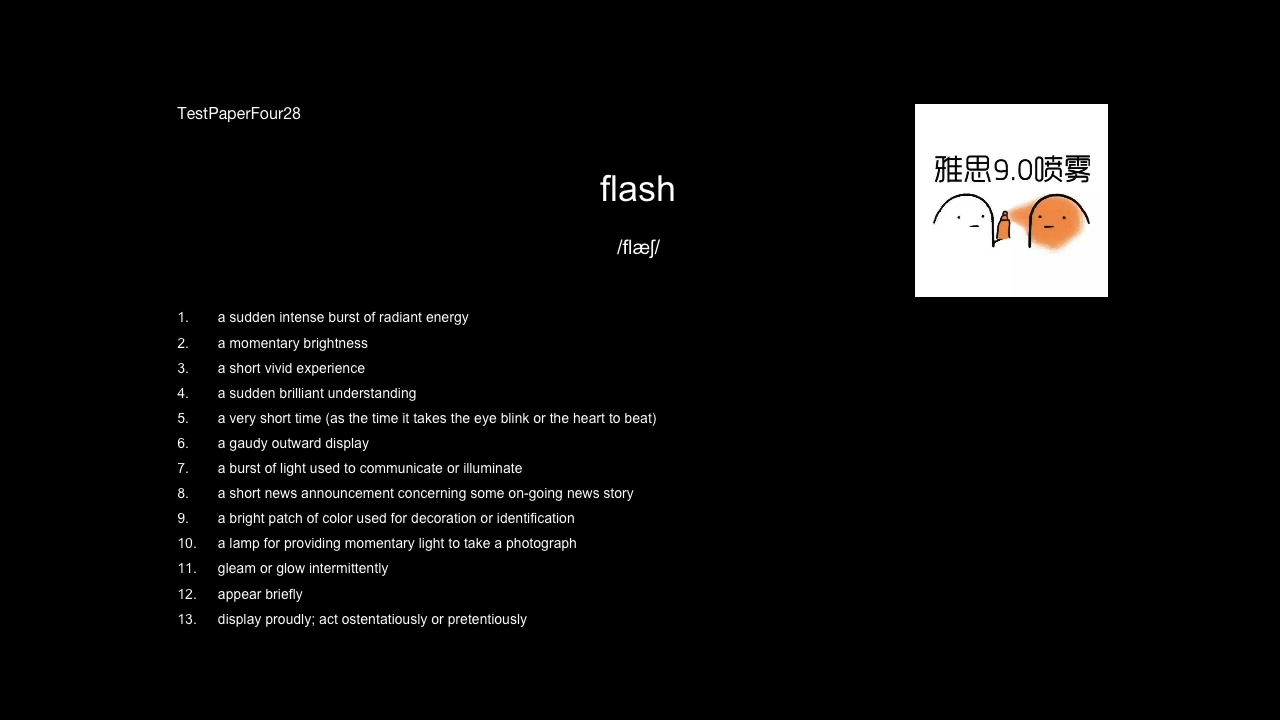 TestPaperFour28
雅思9.0喷雾
flash
/flæʃ/
1. a sudden intense burst of radiant energy
2. a momentary brightness
3. a short vivid experience
4. a sudden brilliant understanding
5. a very short time (as the time it takes the eye blink or the heart to beat)
6. a gaudy outward display
7. a burst of light used to communicate or illuminate
8. a short news announcement concerning some on-going news story
9. a bright patch of color used for decoration or identification
10. a lamp for providing momentary light to take a photograph
11. gleam or glow intermittently
12. appear briefly
13. display proudly; act ostentatiously or pretentiously